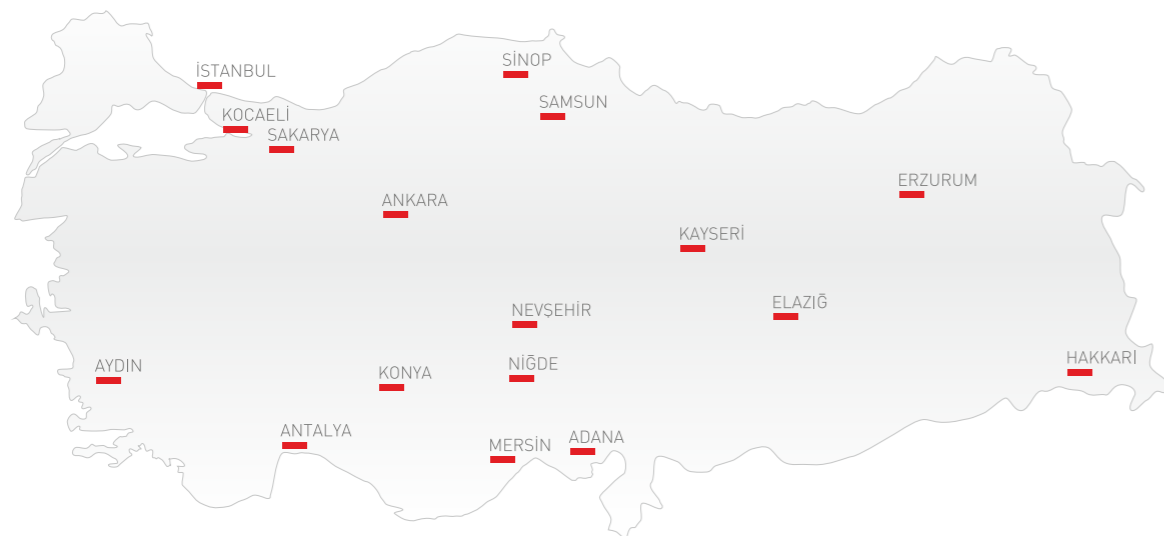 SİNOP
İSTANBUL
SAMSUN
KOCAELİ
SAKARYA
ERZURUM
ANKARA
KAYSERİ
ELAZIĞ
NEVŞEHİR
HAKKARİ
NİĞDE
AYDIN
KONYA
ANTALYA
ADANA
MERSİN